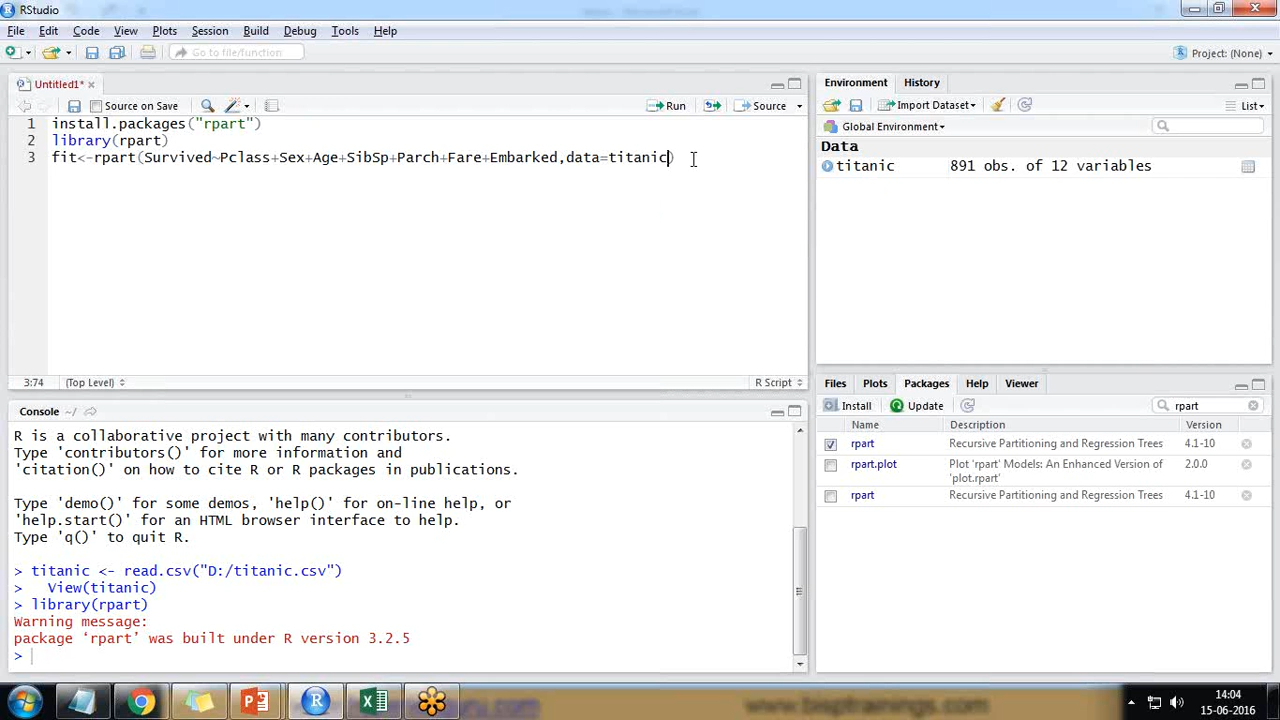 RStudio
File Edit Code View Plots Session Build Debug Tools Help
Go to file/function
Project: (None)
Untitled1*
Source on Save
Run
Source
1 install.packages("rpart")
2 library(rpart)
3 fit<-rpart(Survived~Pclass+Sex+Age+SibSp+Parch+Fare+Embarked,data=titanic)
3:74 (Top Level)
R Script
Console ~/
R is a collaborative project with many contributors.
Type 'contributors()' for more information and
'citation()' on how to cite R or R packages in publications.
Type 'demo()' for some demos, 'help()' for on-line help, or
'help.start()' for an HTML browser interface to help.
Type 'q()' to quit R.
> titanic <- read.csv("D:/titanic.csv")
>   View(titanic)
> library(rpart)
Warning message:
package ‘rpart’ was built under R version 3.2.5
>
Environment History
Import Dataset
List
Global Environment
Data
titanic 891 obs. of 12 variables
Files Plots Packages Help Viewer
Install Update
rpart
Name Description Version
rpart Recursive Partitioning and Regression Trees 4.1-10
rpart.plot Plot 'rpart' Models: An Enhanced Version of 2.0.0
'plot.rpart'
rpart Recursive Partitioning and Regression Trees 4.1-10
www.bisptrainings.com
14:04
15-06-2016